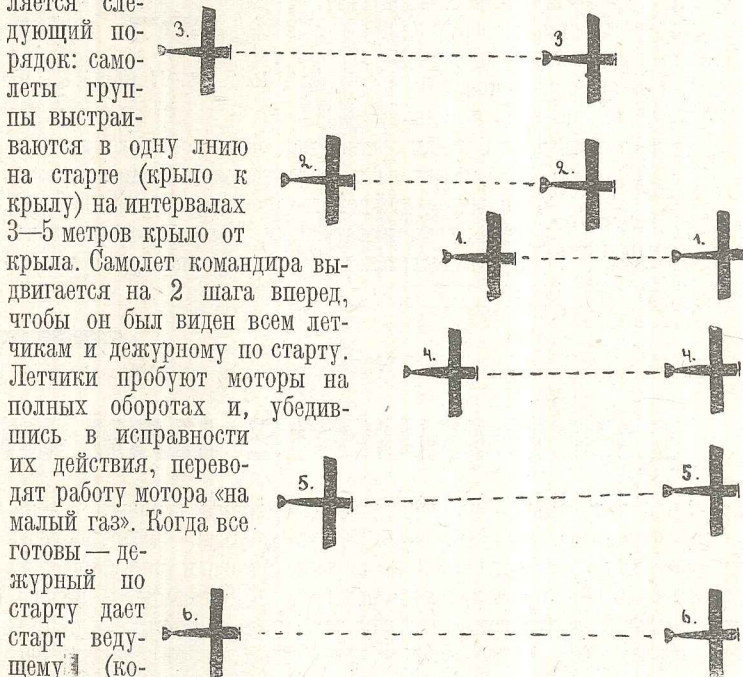 ляется сле-
дующий по-
рядок: само-
леты груп-
пы выстраи-
ваются в одну лнию
на старте (крыло к
крылу) на интервалах
3—5 метров крыло от
крыла. Самолет командира вы-
двигается на 2 шага вперед,
чтобы он был виден всем лет-
чикам и дежурному по старту.
Летчики пробуют моторы на
полных оборотах и, убедив-
шись в исправности
их действия, перево-
дят работу мотора «на
малый газ». Когда все
готовы — де-
журный по
старту дает
старт веду-
щему (ко-
3. 3
2. 2.
1. 1.
4. 4.
5. 5.
6. 6.